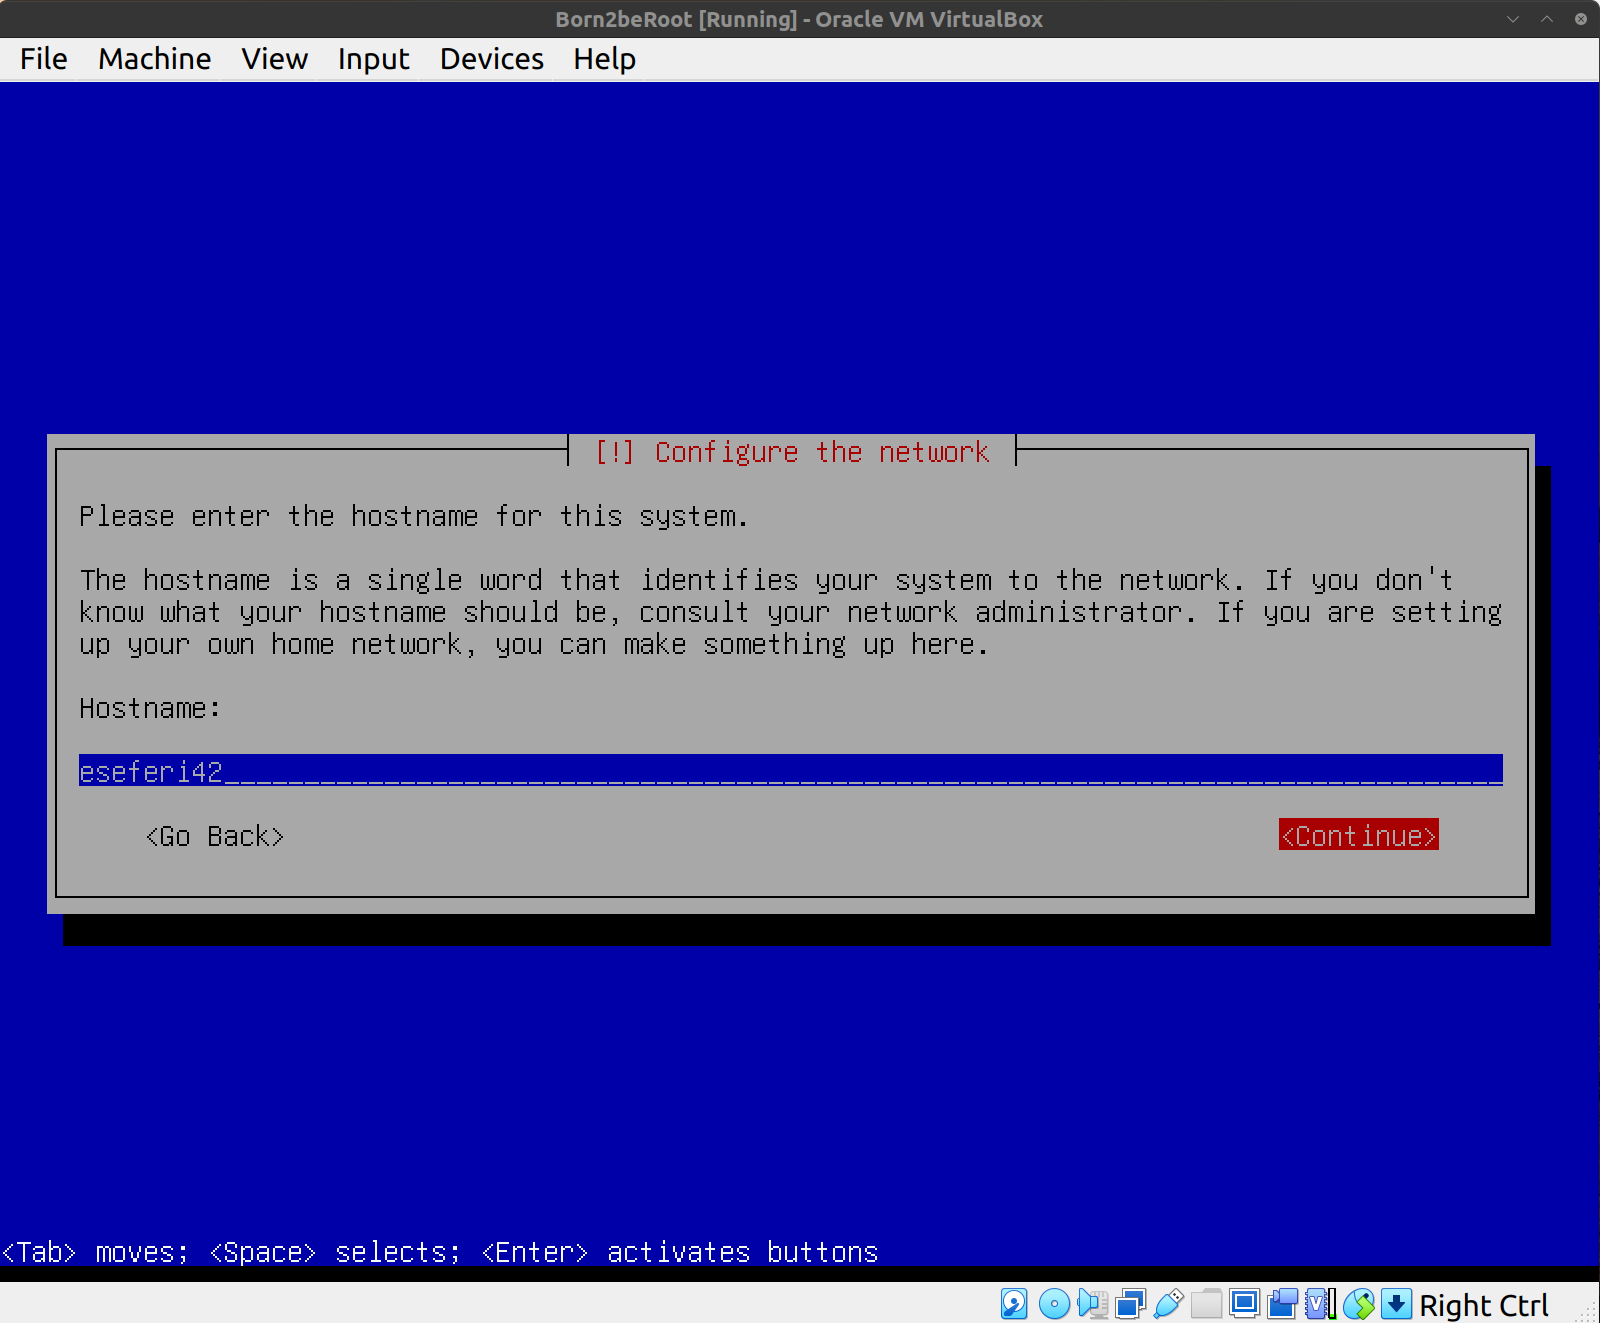 Born2beRoot [Running] - Oracle VM VirtualBox
File Machine View Input Devices Help
[!] Configure the network
Please enter the hostname for this system.
The hostname is a single word that identifies your system to the network. If you don't
know what your hostname should be, consult your network administrator. If you are setting
up your own home network, you can make something up here.
Hostname:
eseferi42________________________________________________________________________________
<Go Back> <Continue>
<Tab> moves; <Space> selects; <Enter> activates buttons
Right Ctrl